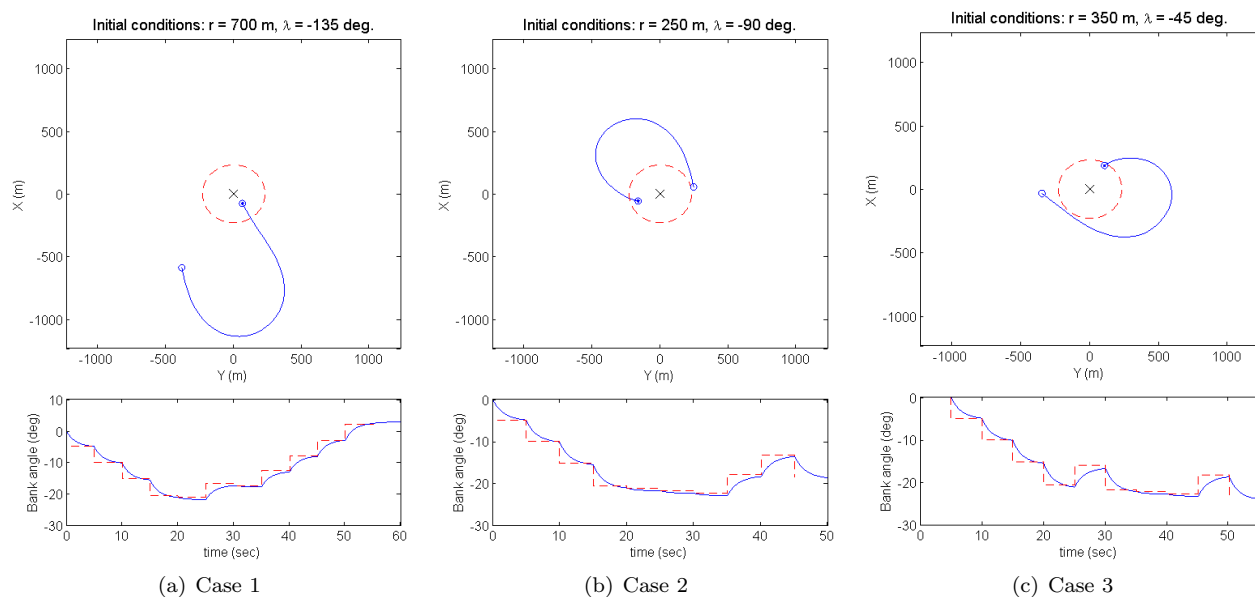 Initial conditions: r = 700 m, λ = -135 deg.
1000
500
0
-500
-1000
X (m)
-1000 -500 0 500 1000
Y (m)
10
0
-10
-20
-30
Bank angle (deg)
0 10 20 30 40 50 60
time (sec)
(a) Case 1
Initial conditions: r = 250 m, λ = -90 deg.
1000
500
0
-500
-1000
X (m)
-1000 -500 0 500 1000
Y (m)
0
-10
-20
-30
Bank angle (deg)
0 10 20 30 40 50
time (sec)
(b) Case 2
Initial conditions: r = 350 m, λ = -45 deg.
1000
500
0
-500
-1000
X (m)
-1000 -500 0 500 1000
Y (m)
0
-10
-20
-30
Bank angle (deg)
0 10 20 30 40 50
time (sec)
(c) Case 3